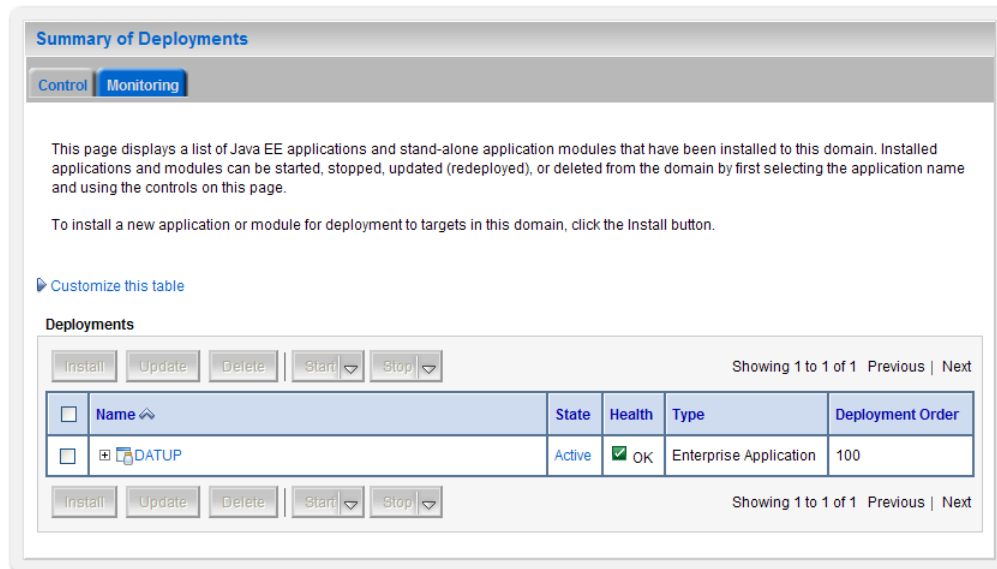 Summary of Deployments
Control Monitoring
This page displays a list of Java EE applications and stand-alone application modules that have been installed to this domain. Installed
applications and modules can be started, stopped, updated (redeployed), or deleted from the domain by first selecting the application name
and using the controls on this page.
To install a new application or module for deployment to targets in this domain, click the Install button.
Customize this table
Deployments
Install Update Delete Start Stop Showing 1 to 1 of 1 Previous | Next
Name State Health Type Deployment Order
DATUP Active OK Enterprise Application 100
Install Update Delete Start Stop Showing 1 to 1 of 1 Previous | Next